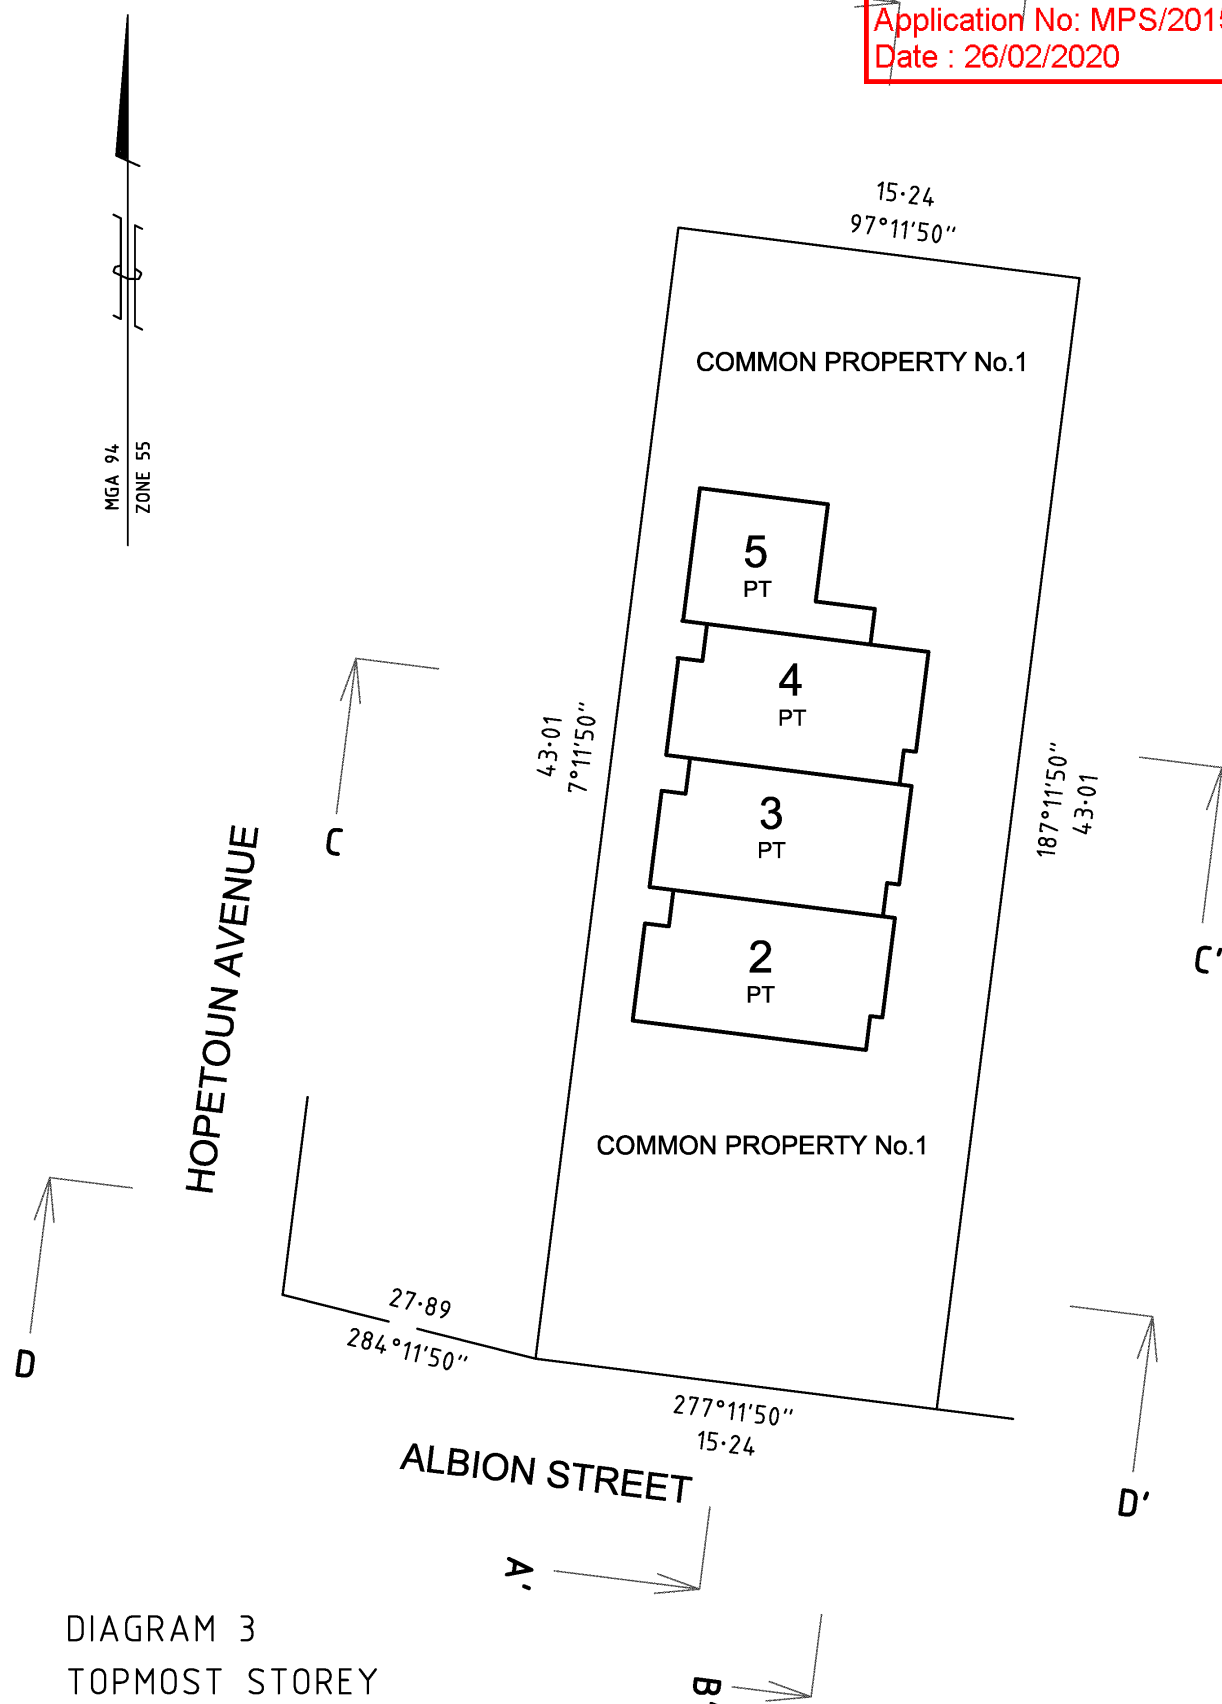 Application No: MPS/2015
Date : 26/02/2020
15·24
97°11'50"
COMMON PROPERTY No.1
MGA 94
ZONE 55
5
PT
4
PT
43·01
7°11'50"
187°11'50"
43·01
3
PT
C
HOPETOUN AVENUE
2
PT
C'
COMMON PROPERTY No.1
27·89
284°11'50"
D
277°11'50"
15·24
ALBION STREET
D'
A'
DIAGRAM 3
TOPMOST STOREY
B'